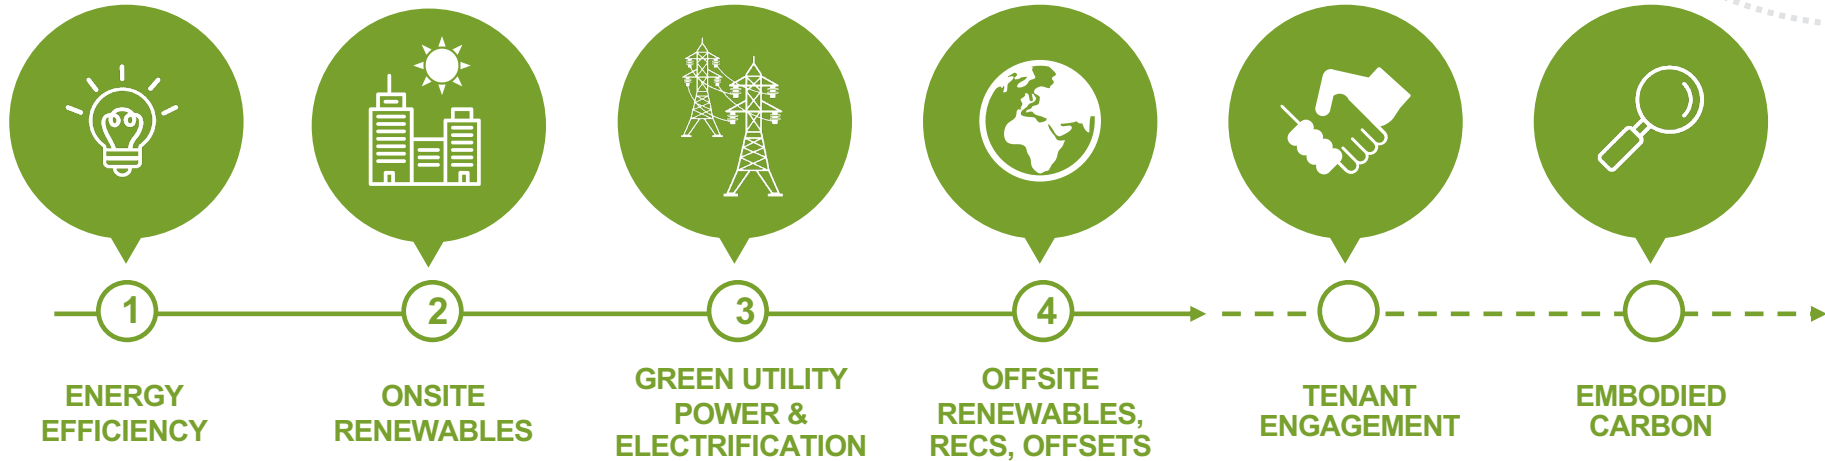 1
2
3
4
ENERGY
EFFICIENCY
ONSITE
RENEWABLES
GREEN UTILITY
POWER &
ELECTRIFICATION
OFFSITE
RENEWABLES,
RECS, OFFSETS
TENANT
ENGAGEMENT
EMBODIED
CARBON